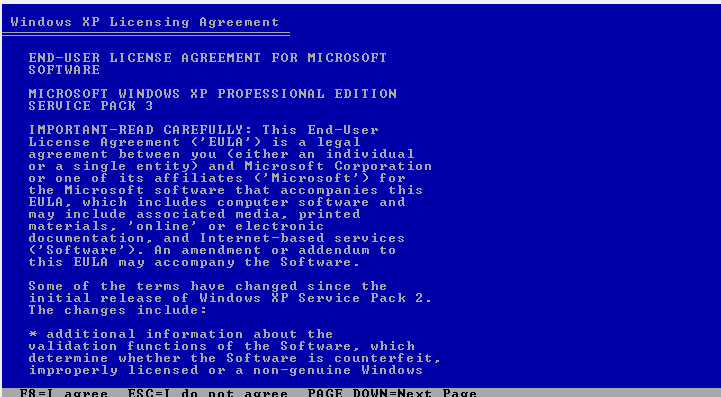 Windows XP Licensing Agreement
END-USER LICENSE AGREEMENT FOR MICROSOFT
SOFTWARE
MICROSOFT WINDOWS XP PROFESSIONAL EDITION
SERVICE PACK 3
IMPORTANT-READ CAREFULLY: This End-User
License Agreement ('EULA') is a legal
agreement between you (either an individual
or a single entity) and Microsoft Corporation
or one of its affiliates ('Microsoft') for
the Microsoft software that accompanies this
EULA, which includes computer software and
may include associated media, printed
materials, 'online' or electronic
documentation, and Internet-based services
('Software'). An amendment or addendum to
this EULA may accompany the Software.
Some of the terms have changed since the
initial release of Windows XP Service Pack 2.
The changes include:
* additional information about the
validation functions of the Software, which
determine whether the Software is counterfeit,
improperly licensed or a non-genuine Windows
F8=I agree ESC=I do not agree PAGE DOWN=Next Page